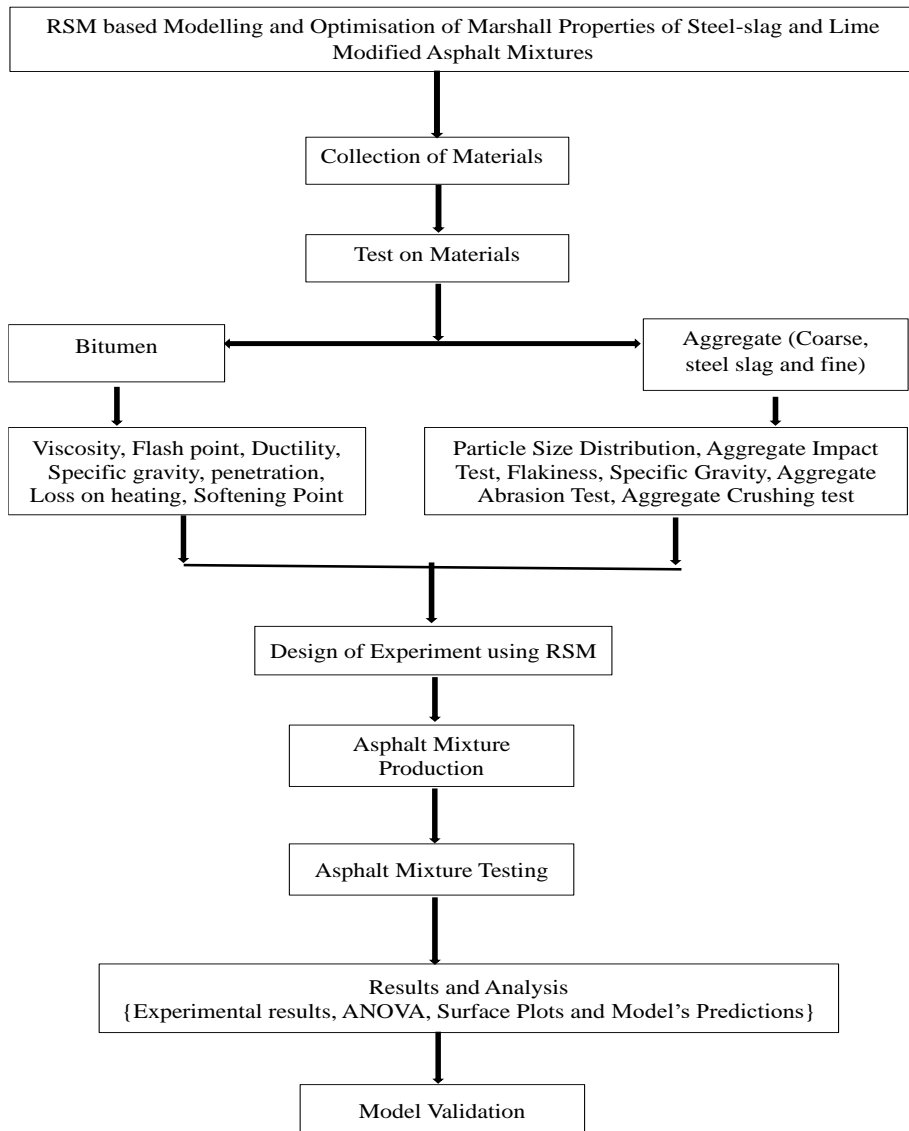 RSM based Modelling and Optimisation of Marshall Properties of Steel-slag and Lime
Modified Asphalt Mixtures
Collection of Materials
Test on Materials
Bitumen
Aggregate (Coarse,
steel slag and fine)
Viscosity, Flash point, Ductility,
Specific gravity, penetration,
Loss on heating, Softening Point
Particle Size Distribution, Aggregate Impact
Test, Flakiness, Specific Gravity, Aggregate
Abrasion Test, Aggregate Crushing test
Design of Experiment using RSM
Asphalt Mixture
Production
Asphalt Mixture Testing
Results and Analysis
{Experimental results, ANOVA, Surface Plots and Model’s Predictions}
Model Validation